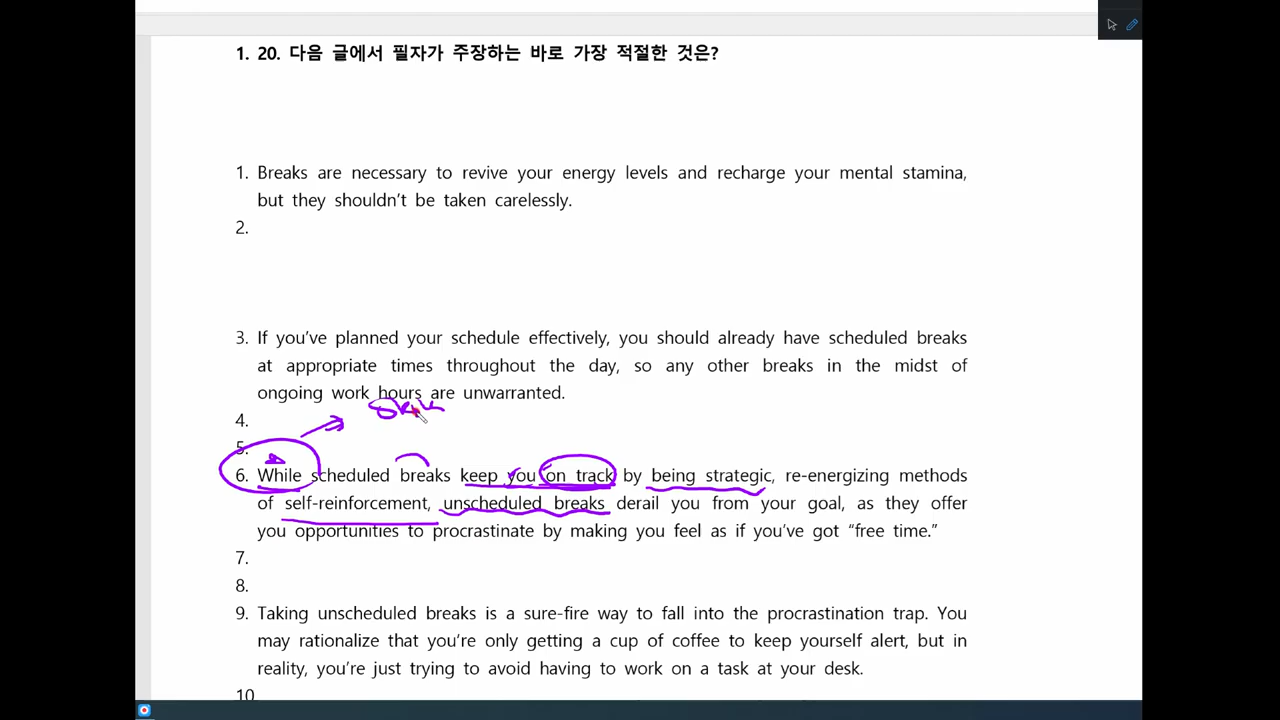 1. 20. 다음 글에서 필자가 주장하는 바로 가장 적절한 것은?
1. Breaks are necessary to revive your energy levels and recharge your mental stamina,
but they shouldn't be taken carelessly.
2.
3. If you've planned your schedule effectively, you should already have scheduled breaks
at appropriate times throughout the day, so any other breaks in the midst of
ongoing work hours are unwarranted.
4.
5.
6. While scheduled breaks keep you on track by being strategic, re-energizing methods
of self-reinforcement, unscheduled breaks derail you from your goal, as they offer
you opportunities to procrastinate by making you feel as if you've got “free time.”
7.
8.
9. Taking unscheduled breaks is a sure-fire way to fall into the procrastination trap. You
may rationalize that you're only getting a cup of coffee to keep yourself alert, but in
reality, you're just trying to avoid having to work on a task at your desk.
10